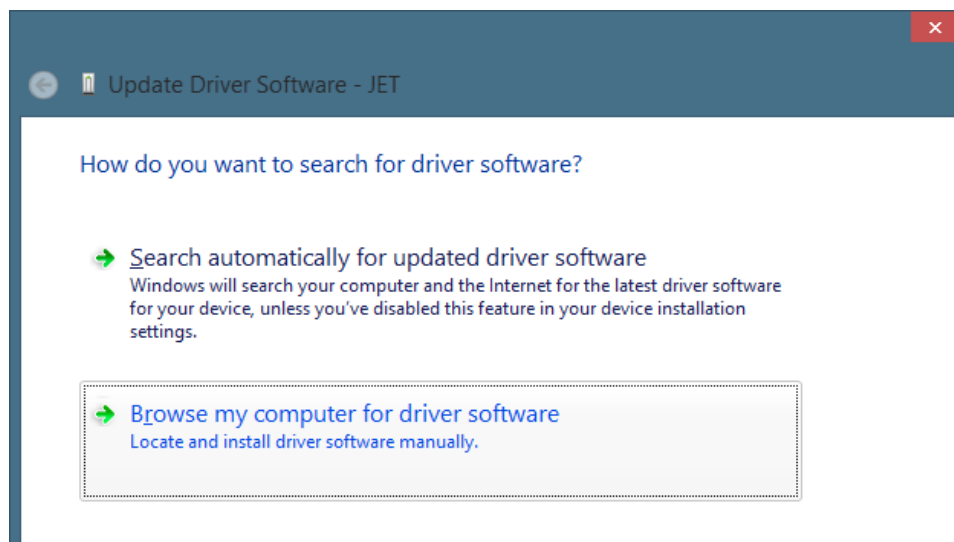 Update Driver Software - JET
How do you want to search for driver software?
Search automatically for updated driver software
Windows will search your computer and the Internet for the latest driver software
for your device, unless you've disabled this feature in your device installation
settings.
Browse my computer for driver software
Locate and install driver software manually.